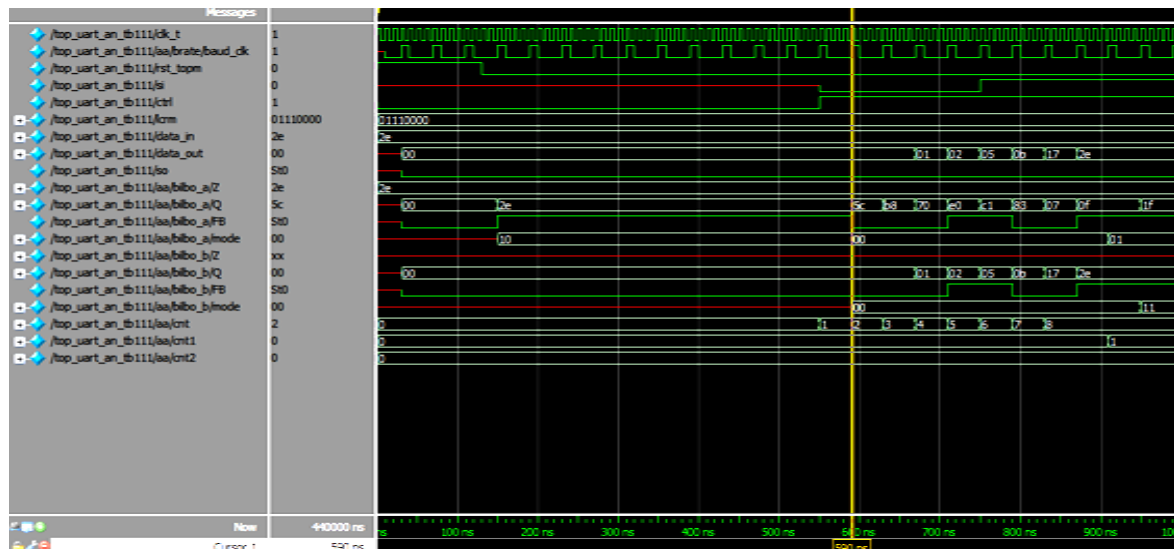 Messages
/top_uart_an_tb111/clk_t 1
/top_uart_an_tb111/aa/brate/baud_clk 1
/top_uart_an_tb111/rst_topm 0
/top_uart_an_tb111/si 0
/top_uart_an_tb111/ctrl 1
/top_uart_an_tb111/lcrm 01110000 01110000
/top_uart_an_tb111/data_in 2e 2e
/top_uart_an_tb111/data_out 00 00 01 02 05 0b 17 2e
/top_uart_an_tb111/so St0
/top_uart_an_tb111/aa/bilbo_a/Z 2e 2e
/top_uart_an_tb111/aa/bilbo_a/Q 5c 00 2e 5c b8 70 e0 c1 83 07 0f 1f
/top_uart_an_tb111/aa/bilbo_a/FB St0
/top_uart_an_tb111/aa/bilbo_a/mode 00 10 00 01
/top_uart_an_tb111/aa/bilbo_b/Z xx
/top_uart_an_tb111/aa/bilbo_b/Q 00 00 01 02 05 0b 17 2e
/top_uart_an_tb111/aa/bilbo_b/FB St0
/top_uart_an_tb111/aa/bilbo_b/mode 00 00 11
/top_uart_an_tb111/aa/cnt 2 0 1 2 3 4 5 6 7 8
/top_uart_an_tb111/aa/cnt1 0 0 1
/top_uart_an_tb111/aa/cnt2 0 0
Now 440000 ns ns 100 ns 200 ns 300 ns 400 ns 500 ns 600 ns 700 ns 800 ns 900 ns 10
Cursor 1 590 ns 590 ns